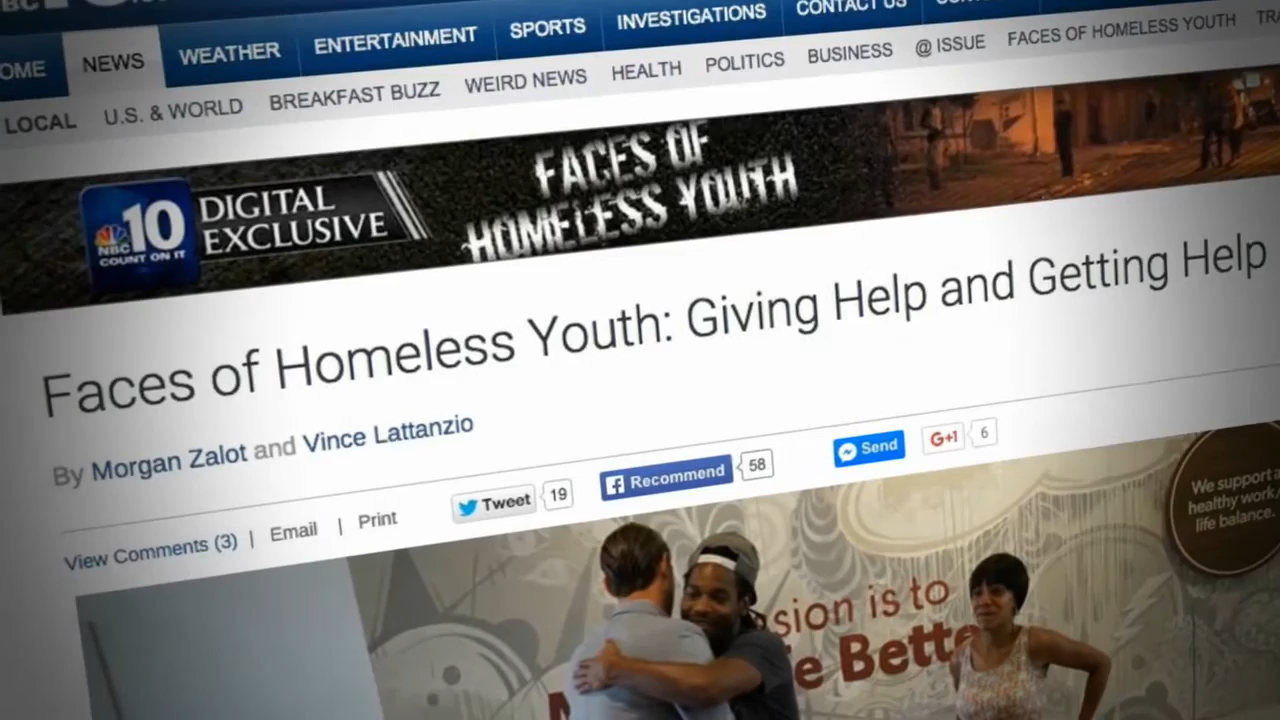 NEWS
WEATHER
ENTERTAINMENT
SPORTS
INVESTIGATIONS
CONTACT US
LOCAL
U.S. & WORLD
BREAKFAST BUZZ
WEIRD NEWS
HEALTH
POLITICS
BUSINESS
@ ISSUE
FACES OF HOMELESS YOUTH
10
NBC
COUNT ON IT
DIGITAL
EXCLUSIVE
FACES OF
HOMELESS YOUTH
Faces of Homeless Youth: Giving Help and Getting Help
By Morgan Zalot and Vince Lattanzio
View Comments (3) | Email | Print
Tweet 19
Recommend 58
Send
G+1 6
We support a
healthy work/
life balance.
sion is to
e Bette